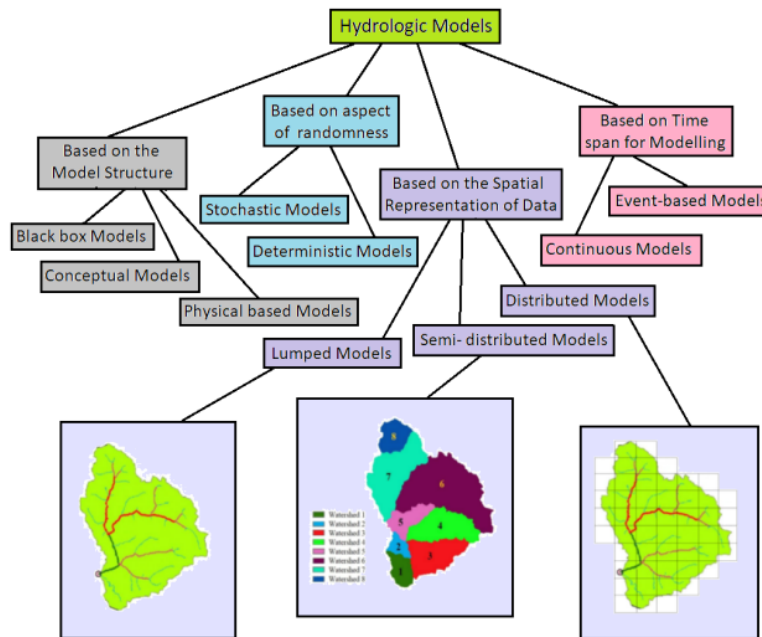 Hydrologic Models
Based on the
Model Structure
Based on aspect
of randomness
Based on the Spatial
Representation of Data
Based on Time
span for Modelling
Black box Models
Conceptual Models
Physical based Models
Stochastic Models
Deterministic Models
Event-based Models
Continuous Models
Distributed Models
Semi- distributed Models
Lumped Models
8
7
6
5
4
3
2
1
Watershed 1
Watershed 2
Watershed 3
Watershed 4
Watershed 5
Watershed 6
Watershed 7
Watershed 8